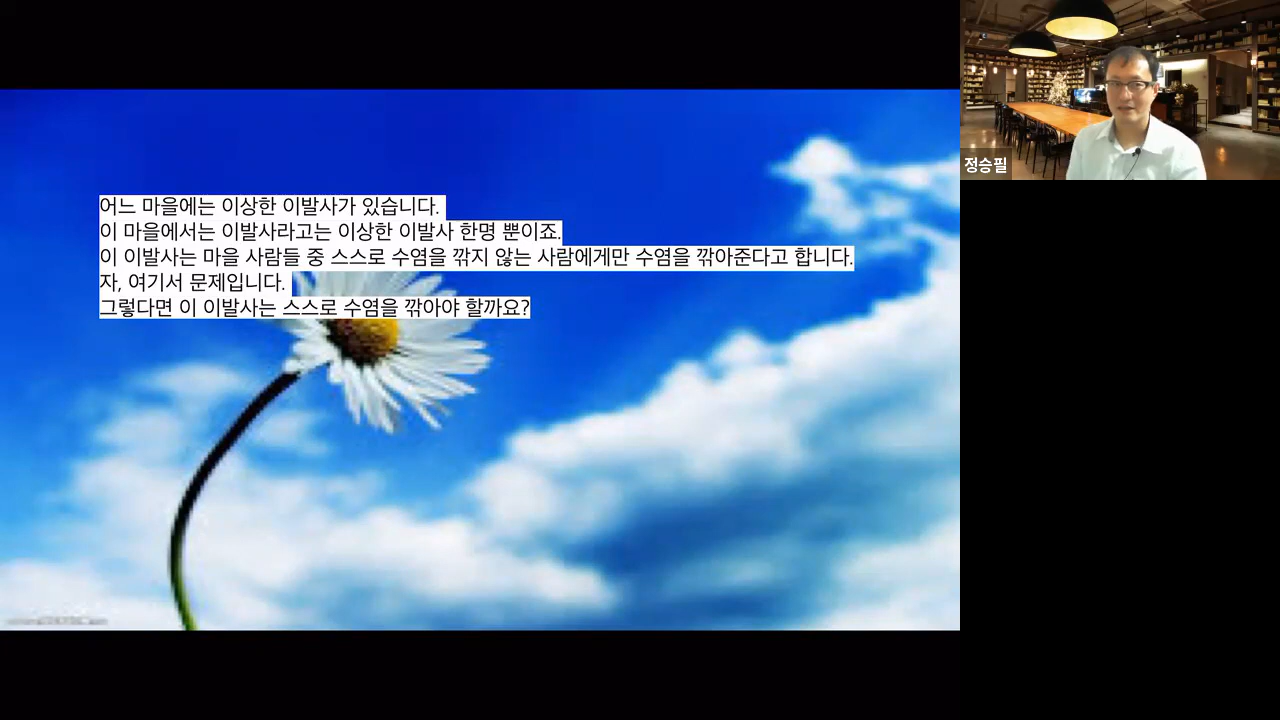 어느 마을에는 이상한 이발사가 있습니다.
이 마을에서는 이발사라고는 이상한 이발사 한명 뿐이죠.
이 이발사는 마을 사람들 중 스스로 수염을 깎지 않는 사람에게만 수염을 깎아준다고 합니다.
자, 여기서 문제입니다.
그렇다면 이 이발사는 스스로 수염을 깎아야 할까요?
정승필